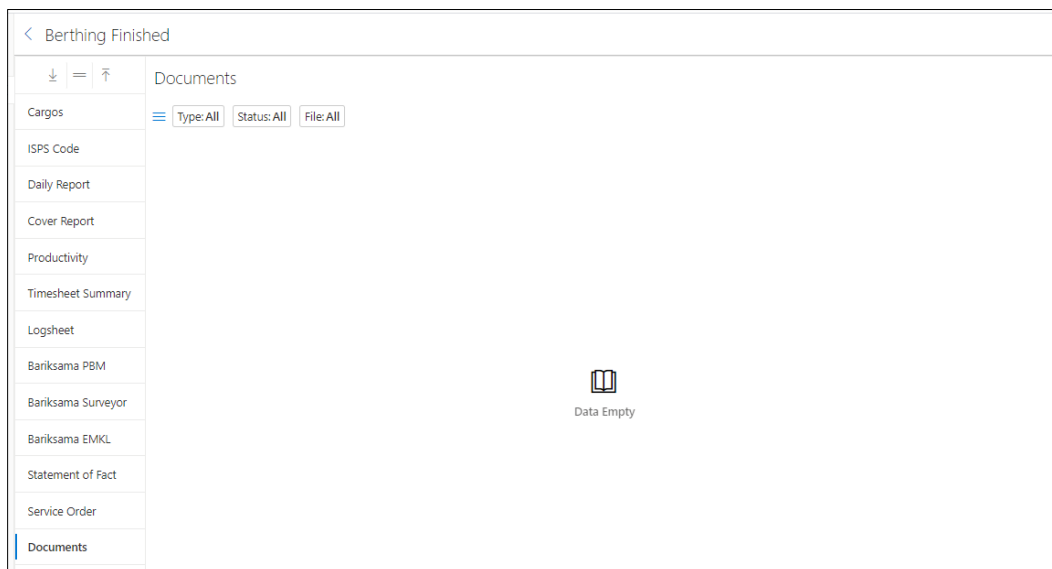 Berthing Finished
Documents
Type: All Status: All File: All
Cargos
ISPS Code
Daily Report
Cover Report
Productivity
Timesheet Summary
Logsheet
Bariksama PBM
Bariksama Surveyor
Bariksama EMKL
Statement of Fact
Service Order
Documents
Data Empty